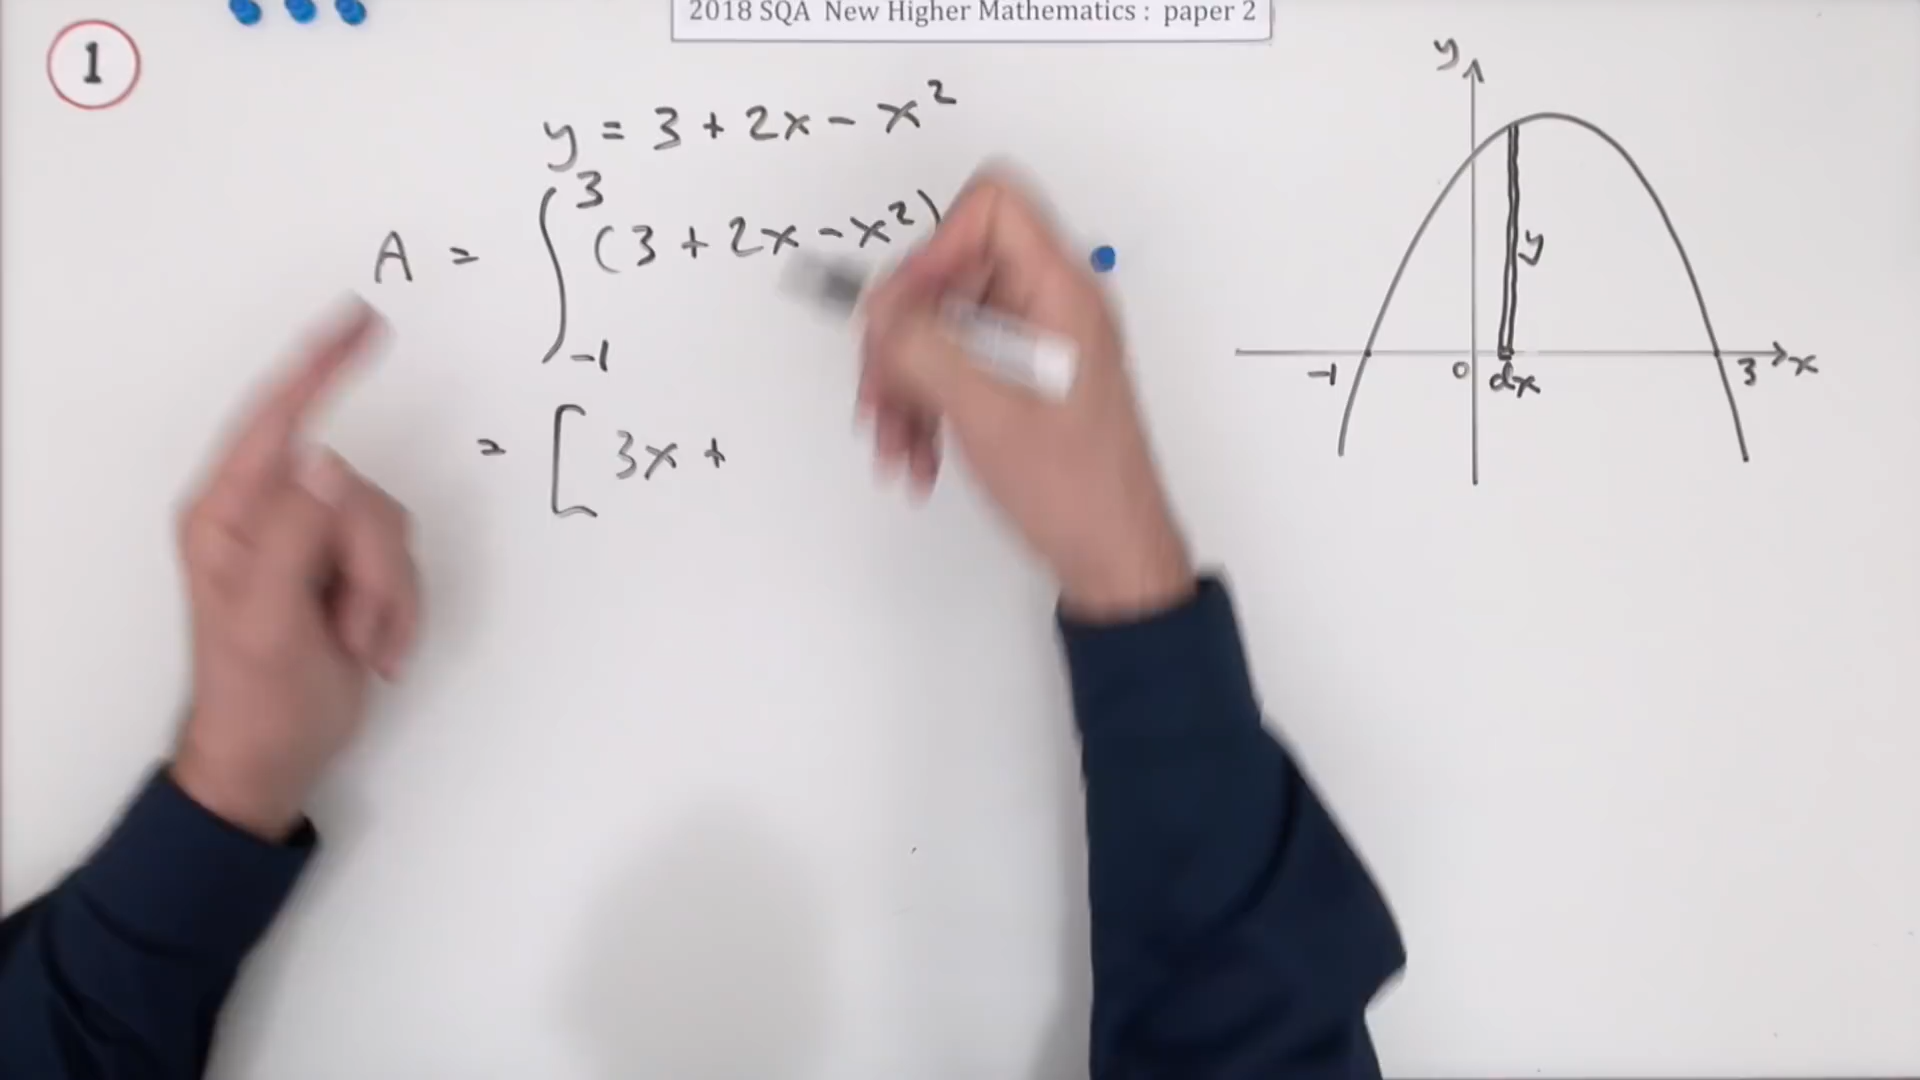 2018 SQA New Higher Mathematics : paper 2
1
y = 3 + 2x - x²
A = ∫₋₁³ (3 + 2x - x²)
= [ 3x +
y
y
-1
0
dx
3
x